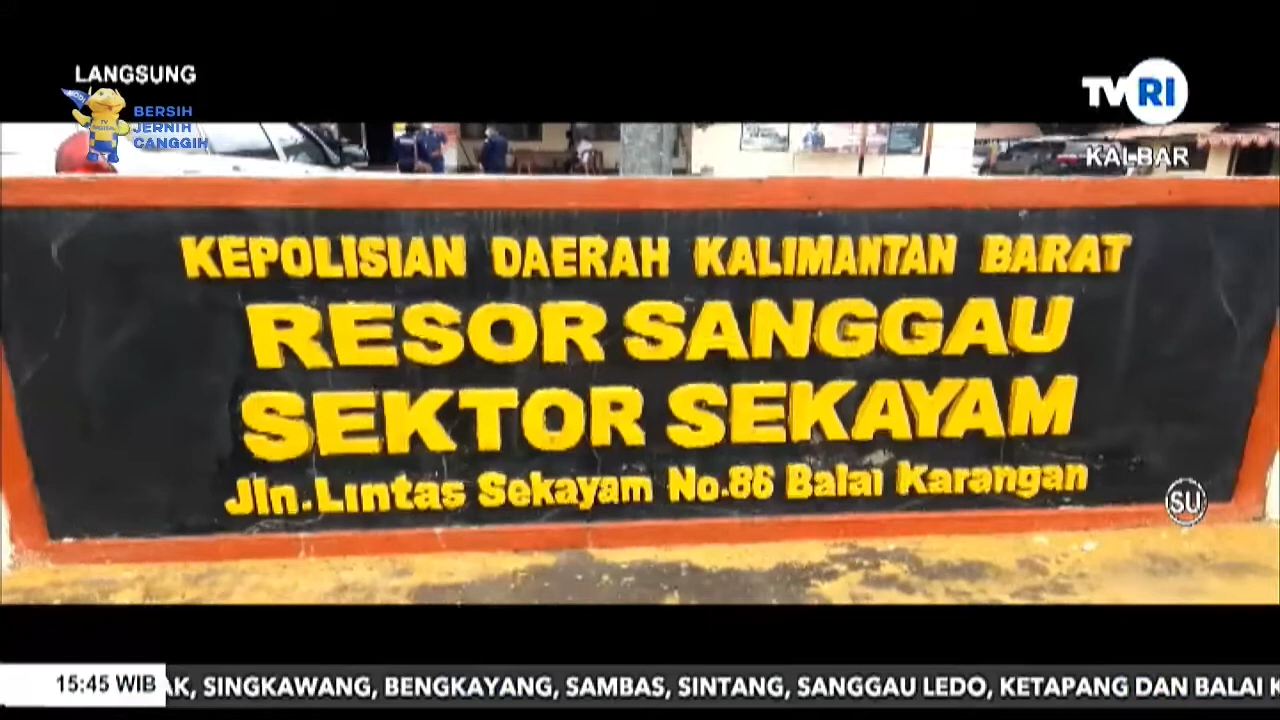 LANGSUNG
BERSIH
JERNIH
CANGGIH
TVRI
KALBAR
KEPOLISIAN DAERAH KALIMANTAN BARAT
RESOR SANGGAU
SEKTOR SEKAYAM
Jln.Lintas Sekayam No.86 Balai Karangan
SU
15:45 WIB
AK, SINGKAWANG, BENGKAYANG, SAMBAS, SINTANG, SANGGAU LEDO, KETAPANG DAN BALAI K